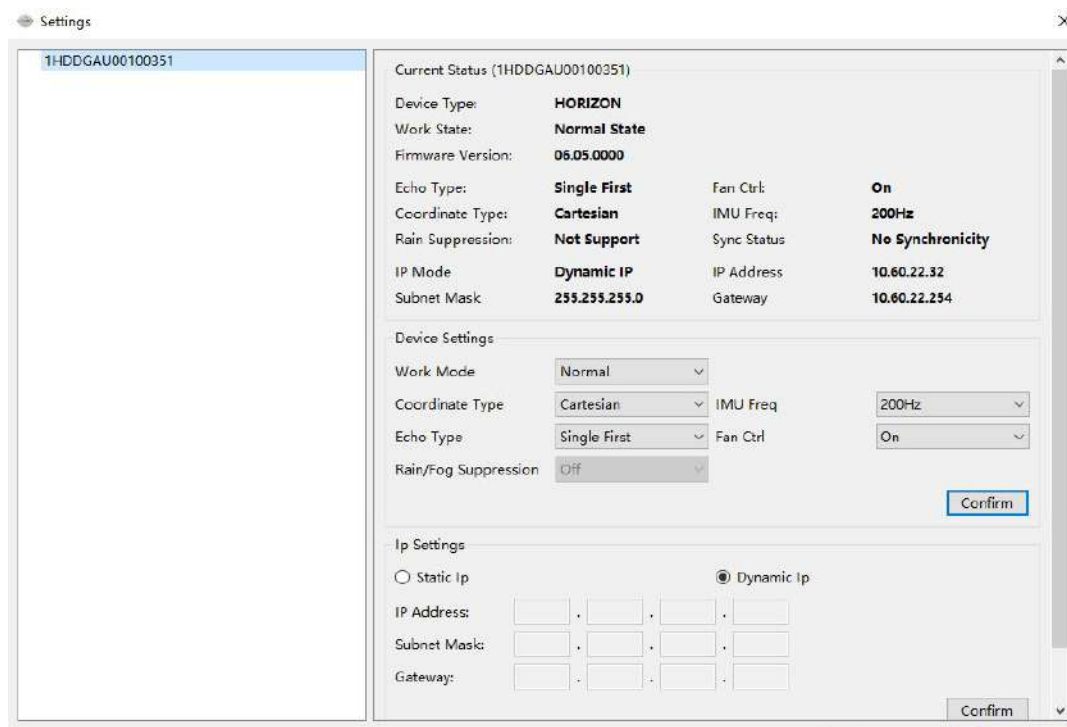 Settings
1HDDGAU00100351
Current Status (1HDDGAU00100351)
Device Type: HORIZON
Work State: Normal State
Firmware Version: 06.05.0000
Echo Type: Single First Fan Ctrl: On
Coordinate Type: Cartesian IMU Freq: 200Hz
Rain Suppression: Not Support Sync Status No Synchronicity
IP Mode Dynamic IP IP Address 10.60.22.32
Subnet Mask 255.255.255.0 Gateway 10.60.22.254
Device Settings
Work Mode Normal
Coordinate Type Cartesian IMU Freq 200Hz
Echo Type Single First Fan Ctrl On
Rain/Fog Suppression Off
Confirm
Ip Settings
Static Ip Dynamic Ip
IP Address: . . .
Subnet Mask: . . .
Gateway: . . .
Confirm